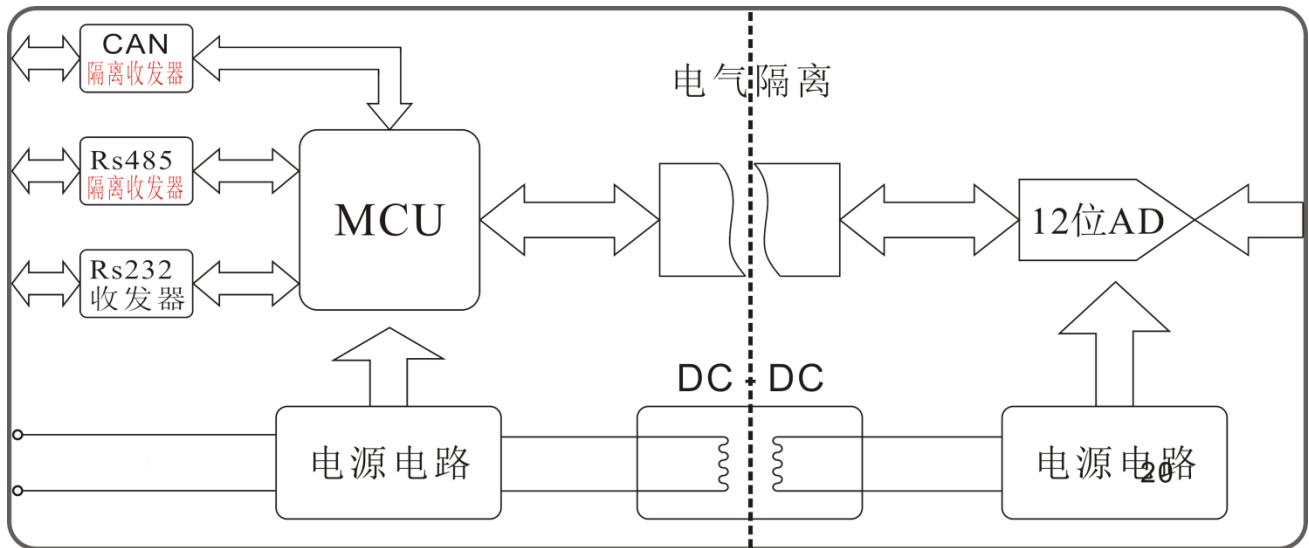 CAN
隔离收发器
电气隔离
Rs485
隔离收发器
MCU
12位AD
Rs232
收发器
DC - DC
电源电路
电源电路
20